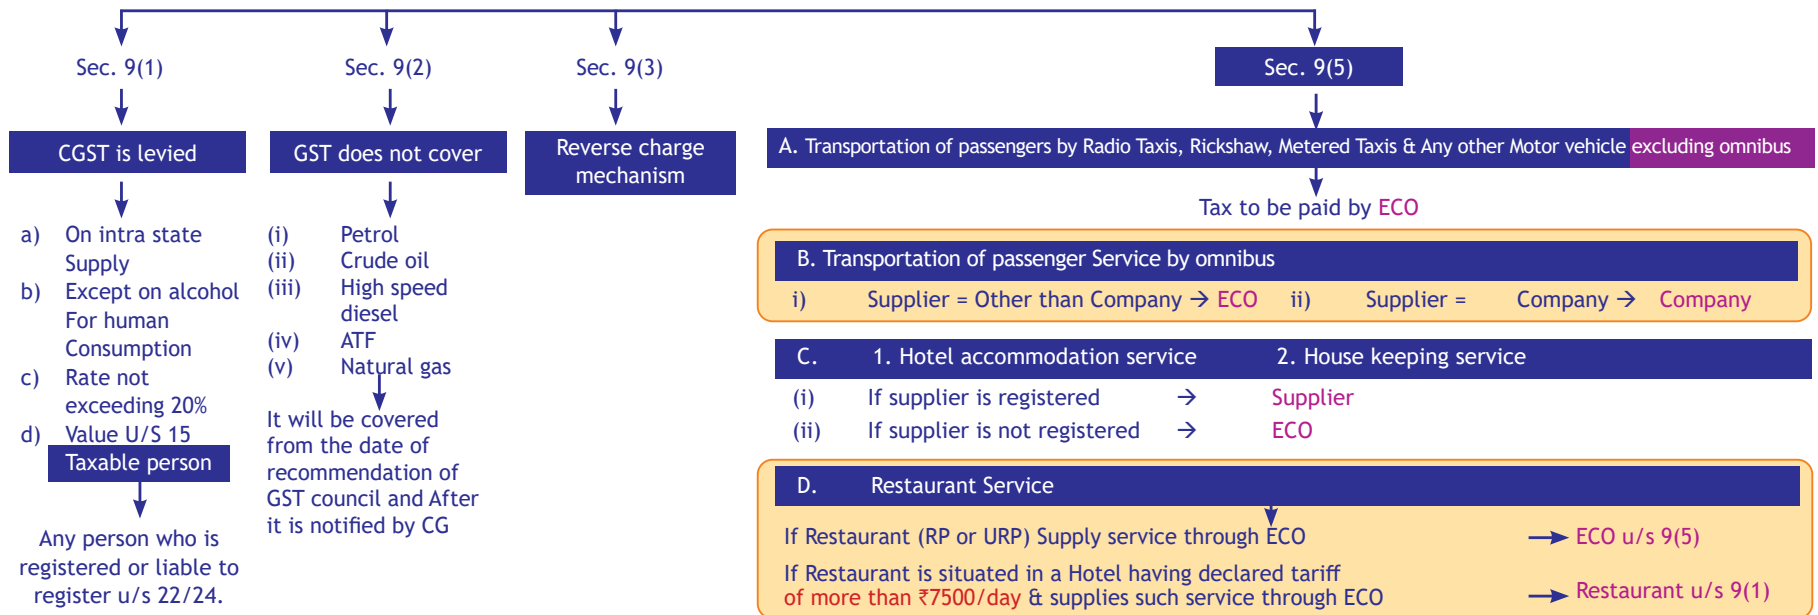 Sec. 9(1)
CGST is levied
a) On intra state
Supply
b) Except on alcohol
For human
Consumption
c) Rate not
exceeding 20%
d) Value U/S 15
Taxable person
Any person who is
registered or liable to
register u/s 22/24.
Sec. 9(2)
GST does not cover
(i) Petrol
(ii) Crude oil
(iii) High speed
diesel
(iv) ATF
(v) Natural gas
It will be covered
from the date of
recommendation of
GST council and After
it is notified by CG
Sec. 9(3)
Reverse charge
mechanism
Sec. 9(5)
A. Transportation of passengers by Radio Taxis, Rickshaw, Metered Taxis & Any other Motor vehicle excluding omnibus
Tax to be paid by ECO
B. Transportation of passenger Service by omnibus
i) Supplier = Other than Company → ECO ii) Supplier = Company → Company
C. 1. Hotel accommodation service 2. House keeping service
(i) If supplier is registered → Supplier
(ii) If supplier is not registered → ECO
D. Restaurant Service
If Restaurant (RP or URP) Supply service through ECO → ECO u/s 9(5)
If Restaurant is situated in a Hotel having declared tariff
of more than ₹7500/day & supplies such service through ECO → Restaurant u/s 9(1)